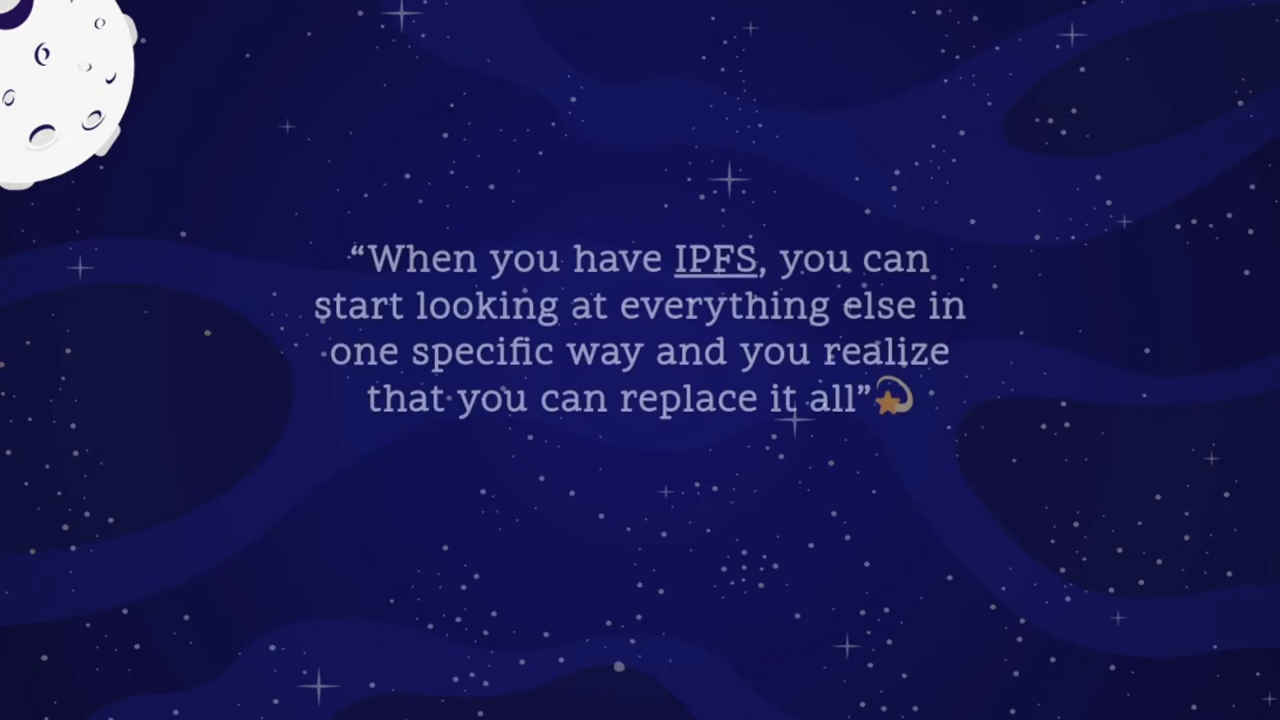 “When you have IPFS, you can
start looking at everything else in
one specific way and you realize
that you can replace it all”💫